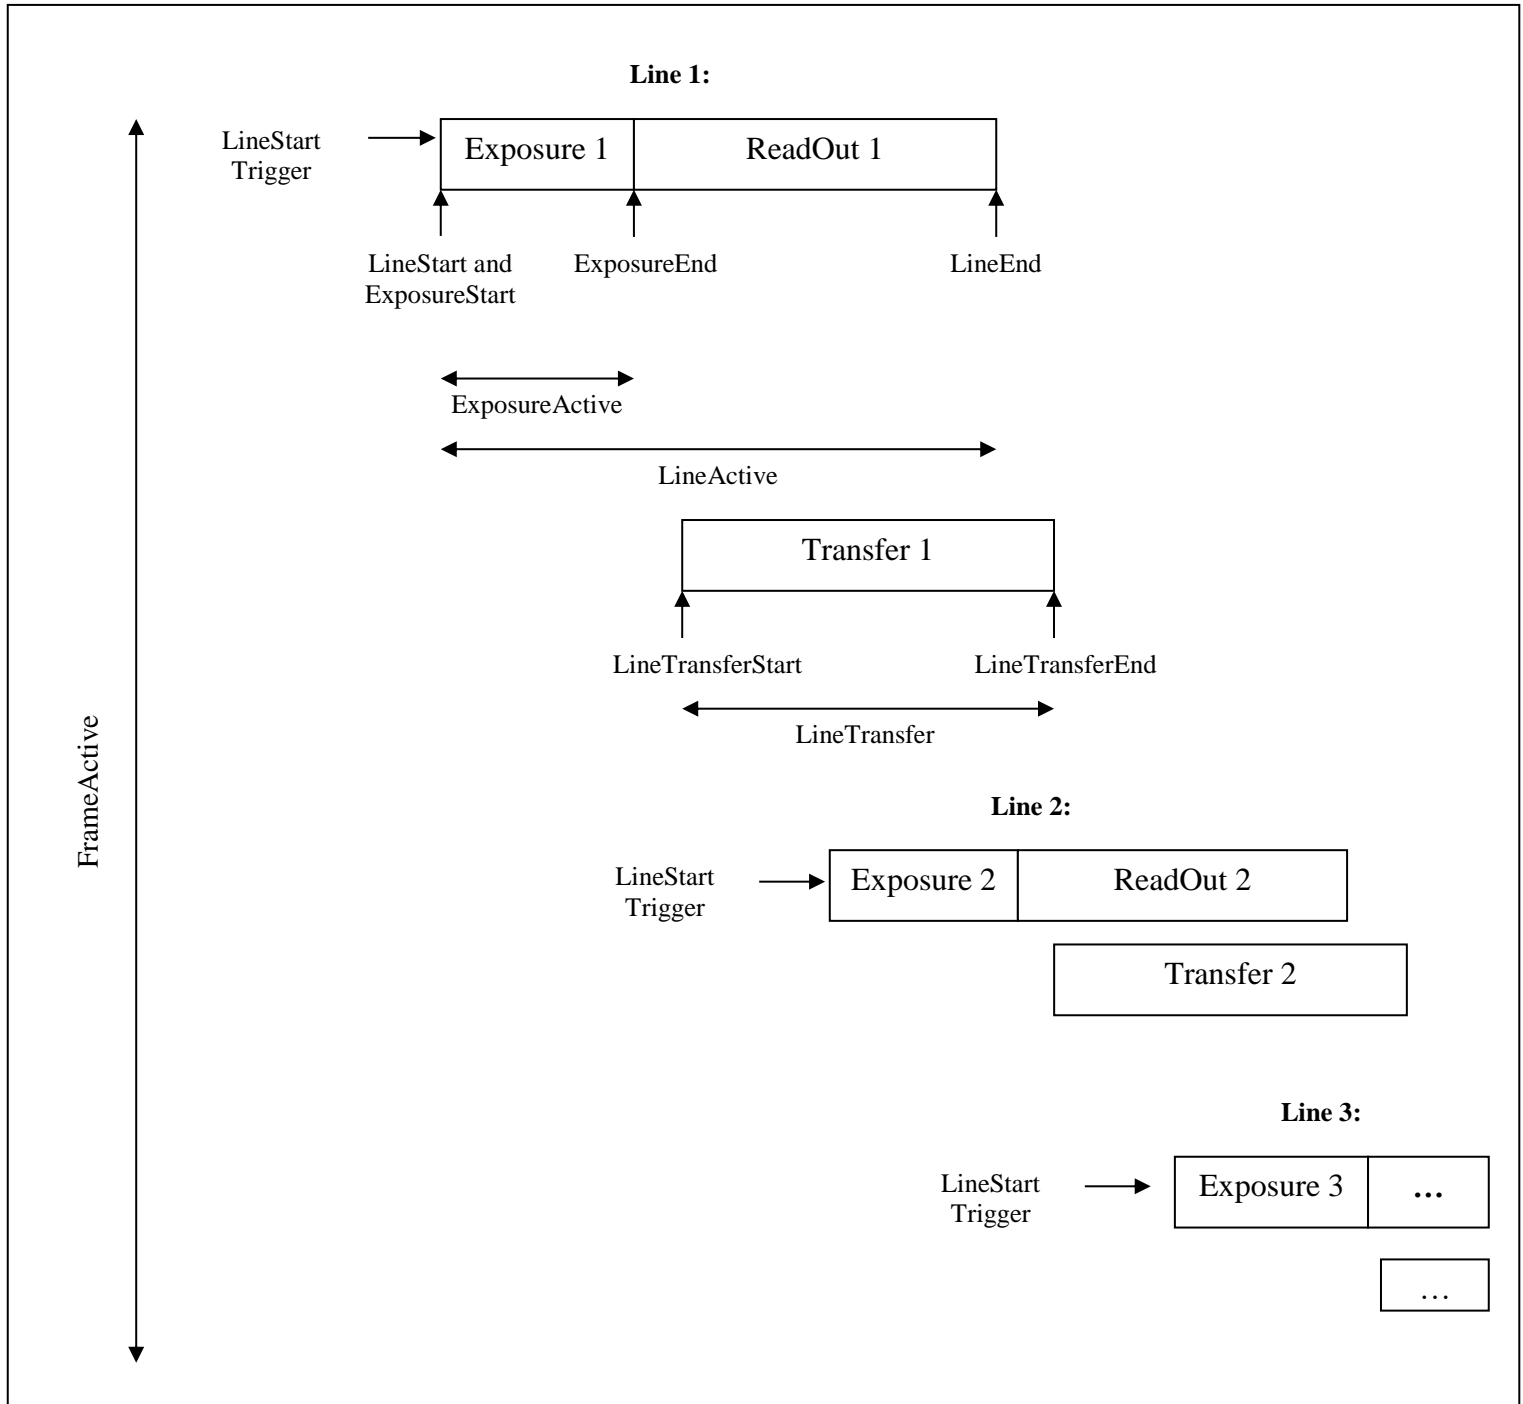 Line 1:
LineStart
Trigger
Exposure 1
ReadOut 1
LineStart and
ExposureStart
ExposureEnd
LineEnd
ExposureActive
LineActive
Transfer 1
LineTransferStart
LineTransferEnd
LineTransfer
FrameActive
Line 2:
LineStart
Trigger
Exposure 2
ReadOut 2
Transfer 2
Line 3:
LineStart
Trigger
Exposure 3
...
…